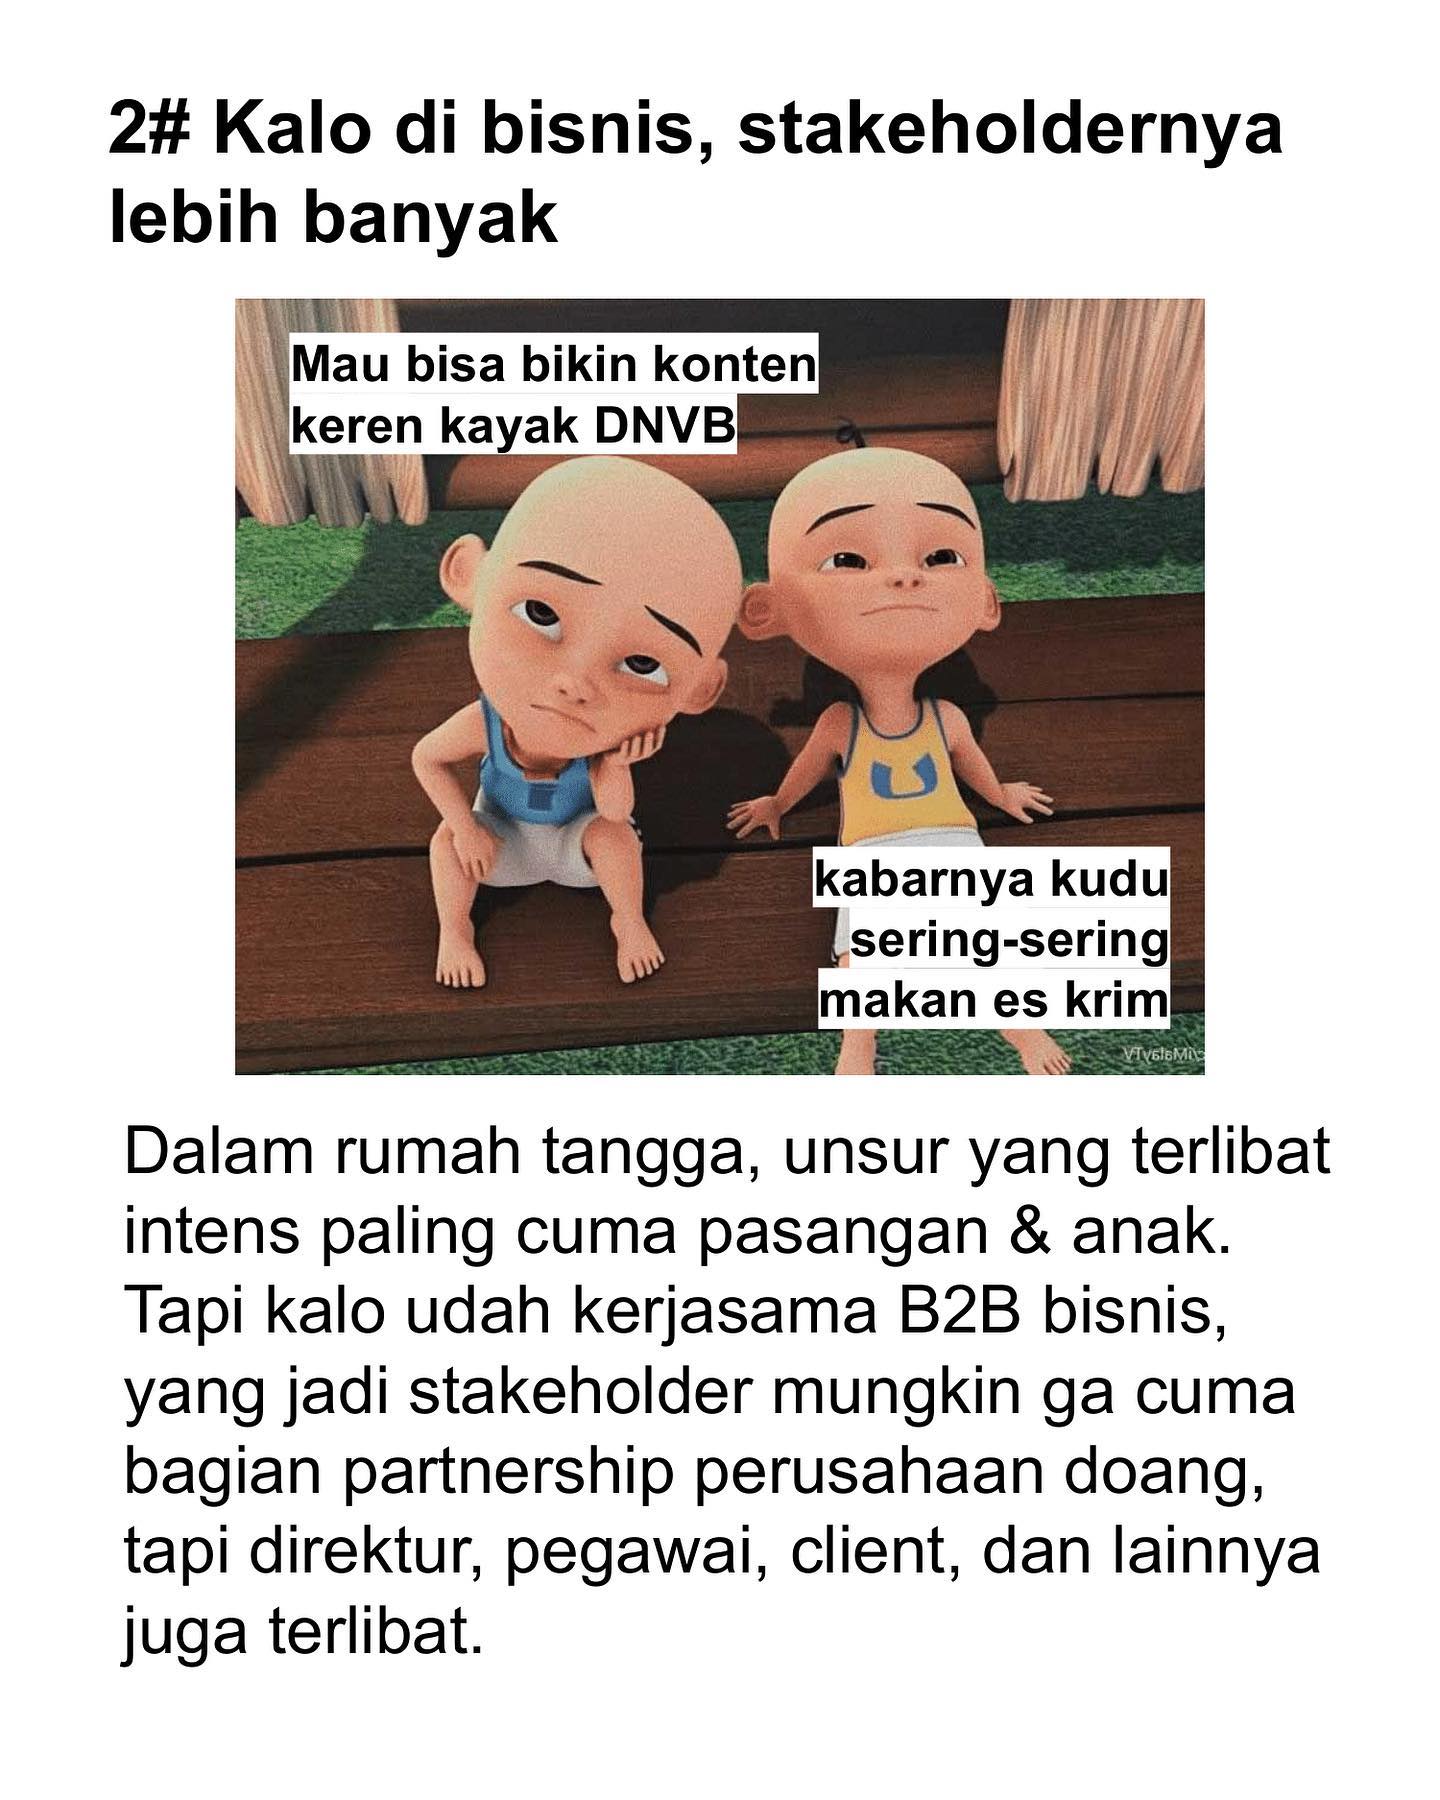 2# Kalo di bisnis, stakeholdernya
lebih banyak
Mau bisa bikin konten
keren kayak DNVB
U
kabarnya kudu
sering-sering
makan es krim
Dalam rumah tangga, unsur yang terlibat
intens paling cuma pasangan & anak.
Tapi kalo udah kerjasama B2B bisnis,
yang jadi stakeholder mungkin ga cuma
bagian partnership perusahaan doang,
tapi direktur, pegawai, client, dan lainnya
juga terlibat.